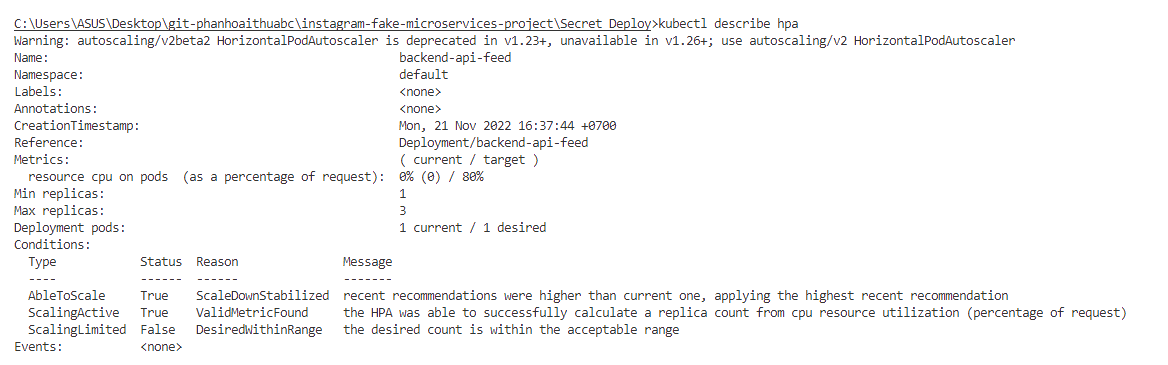 C:\Users\ASUS\Desktop\git-phanhoaithuabc\instagram-fake-microservices-project\Secret Deploy>kubectl describe hpa
Warning: autoscaling/v2beta2 HorizontalPodAutoscaler is deprecated in v1.23+, unavailable in v1.26+; use autoscaling/v2 HorizontalPodAutoscaler
Name: backend-api-feed
Namespace: default
Labels: <none>
Annotations: <none>
CreationTimestamp: Mon, 21 Nov 2022 16:37:44 +0700
Reference: Deployment/backend-api-feed
Metrics: ( current / target )
resource cpu on pods (as a percentage of request): 0% (0) / 80%
Min replicas: 1
Max replicas: 3
Deployment pods: 1 current / 1 desired
Conditions:
Type Status Reason Message
---- ------ ------ -------
AbleToScale True ScaleDownStabilized recent recommendations were higher than current one, applying the highest recent recommendation
ScalingActive True ValidMetricFound the HPA was able to successfully calculate a replica count from cpu resource utilization (percentage of request)
ScalingLimited False DesiredWithinRange the desired count is within the acceptable range
Events: <none>